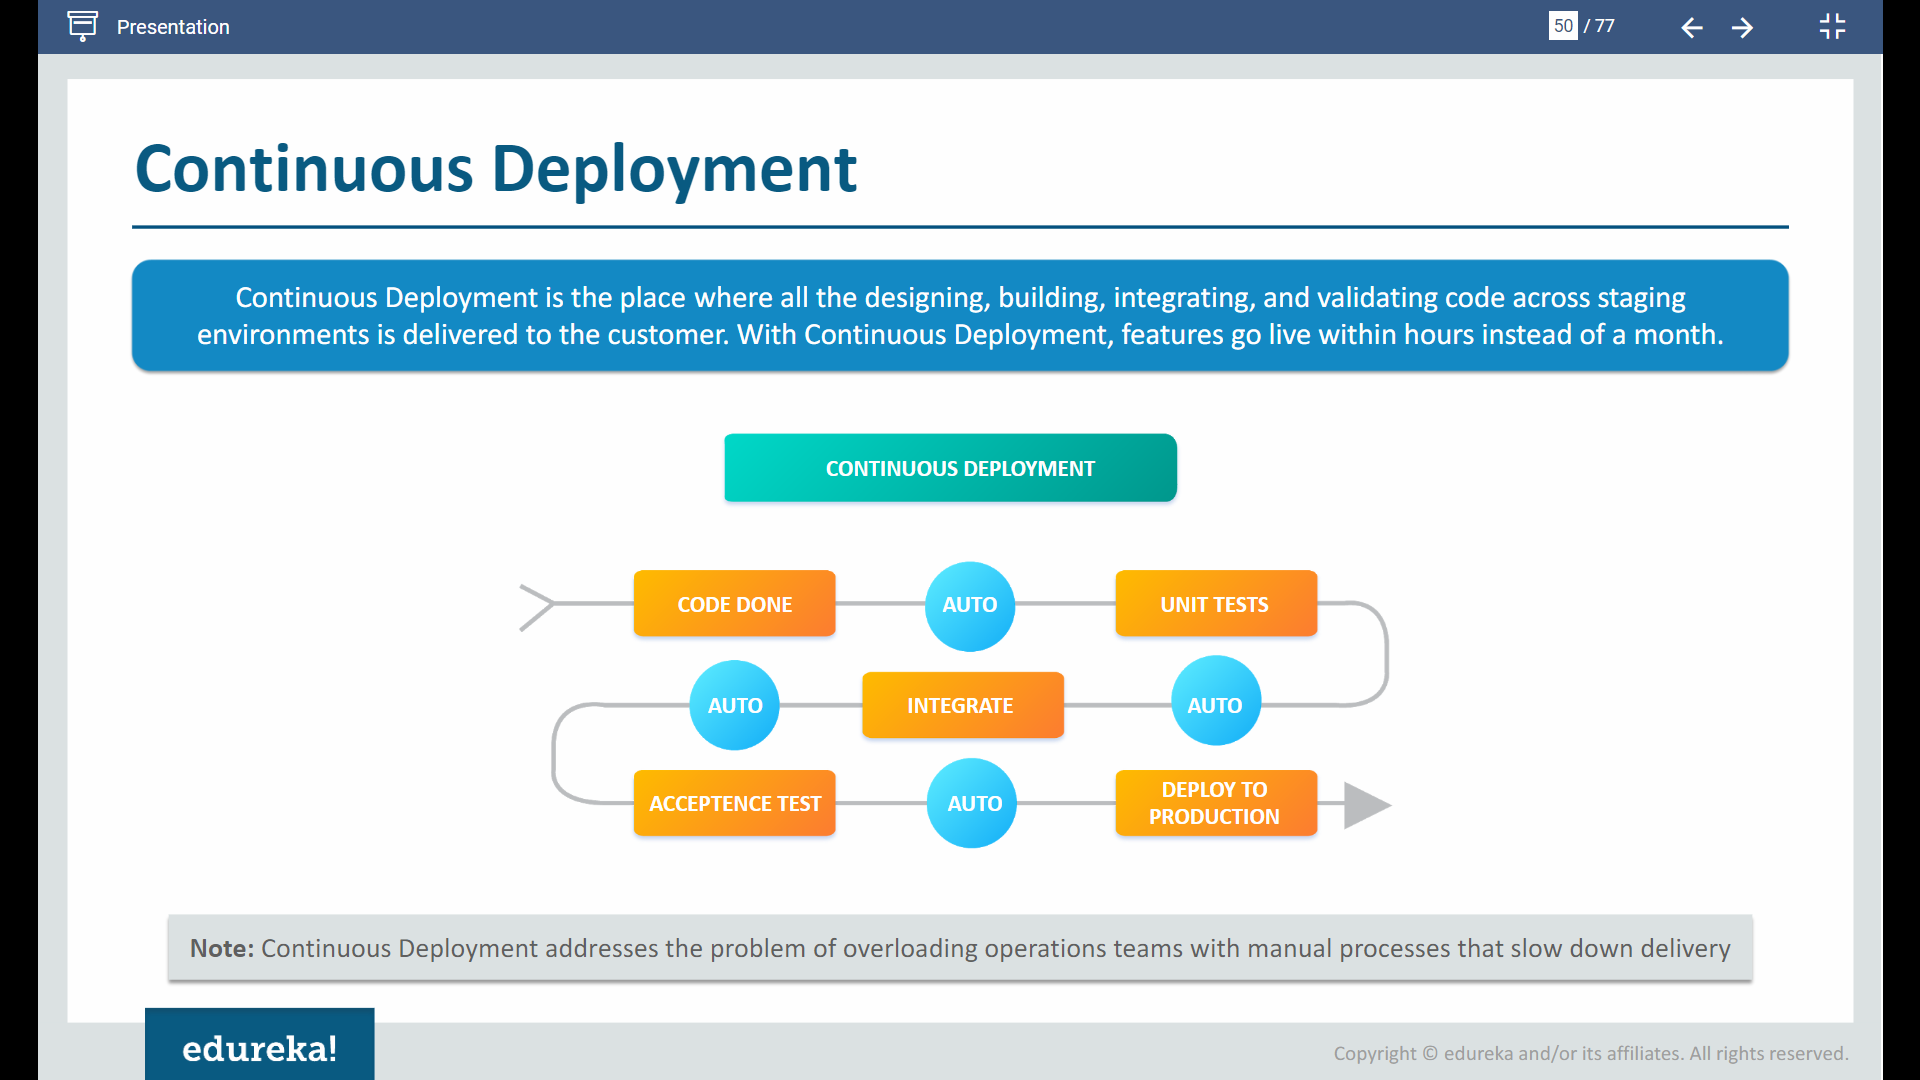 Presentation
50 / 77
Continuous Deployment
Continuous Deployment is the place where all the designing, building, integrating, and validating code across staging
environments is delivered to the customer. With Continuous Deployment, features go live within hours instead of a month.
CONTINUOUS DEPLOYMENT
CODE DONE
AUTO
UNIT TESTS
AUTO
INTEGRATE
AUTO
ACCEPTENCE TEST
AUTO
DEPLOY TO
PRODUCTION
Note: Continuous Deployment addresses the problem of overloading operations teams with manual processes that slow down delivery
edureka!
Copyright © edureka and/or its affiliates. All rights reserved.